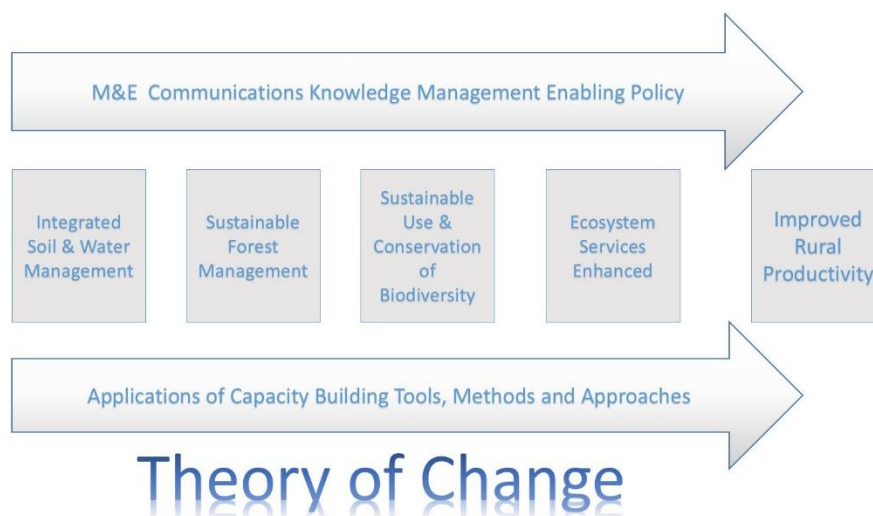 M&E Communications Knowledge Management Enabling Policy
Integrated
Soil & Water
Management
Sustainable
Forest
Management
Sustainable
Use &
Conservation
of
Biodiversity
Ecosystem
Services
Enhanced
Improved
Rural
Productivity
Applications of Capacity Building Tools, Methods and Approaches
Theory of Change